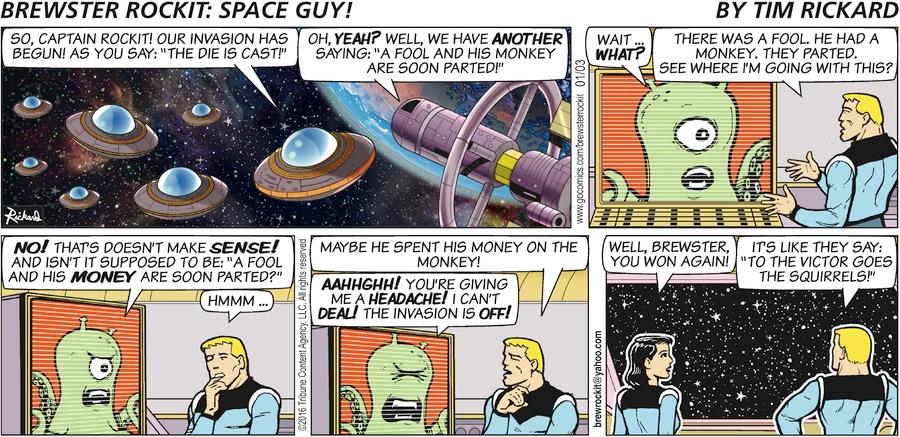 BREWSTER ROCKIT: SPACE GUY!
BY TIM RICKARD
SO, CAPTAIN ROCKIT! OUR INVASION HAS
BEGUN! AS YOU SAY: "THE DIE IS CAST!"
OH, YEAH? WELL, WE HAVE ANOTHER
SAYING: "A FOOL AND HIS MONKEY
ARE SOON PARTED!"
Rickard
www.gocomics.com/brewsterrockit 01/03
WAIT ...
WHAT?
THERE WAS A FOOL. HE HAD A
MONKEY. THEY PARTED.
SEE WHERE I'M GOING WITH THIS?
NO! THAT'S DOESN'T MAKE SENSE!
AND ISN'T IT SUPPOSED TO BE: "A FOOL
AND HIS MONEY ARE SOON PARTED?"
HMMM ...
©2016 Tribune Content Agency, LLC. All rights reserved
MAYBE HE SPENT HIS MONEY ON THE
MONKEY!
AAHHGHH! YOU'RE GIVING
ME A HEADACHE! I CAN'T
DEAL! THE INVASION IS OFF!
brewrockit@yahoo.com
WELL, BREWSTER,
YOU WON AGAIN!
IT'S LIKE THEY SAY:
"TO THE VICTOR GOES
THE SQUIRRELS!"